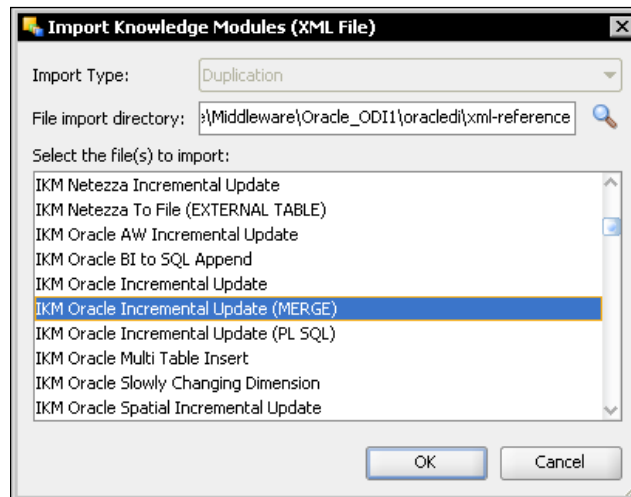 Import Knowledge Modules (XML File)
Import Type: Duplication
File import directory: \Middleware\Oracle_ODI1\oracledi\xml-reference
Select the file(s) to import:
IKM Netezza Incremental Update
IKM Netezza To File (EXTERNAL TABLE)
IKM Oracle AW Incremental Update
IKM Oracle BI to SQL Append
IKM Oracle Incremental Update
IKM Oracle Incremental Update (MERGE)
IKM Oracle Incremental Update (PL SQL)
IKM Oracle Multi Table Insert
IKM Oracle Slowly Changing Dimension
IKM Oracle Spatial Incremental Update
OK Cancel